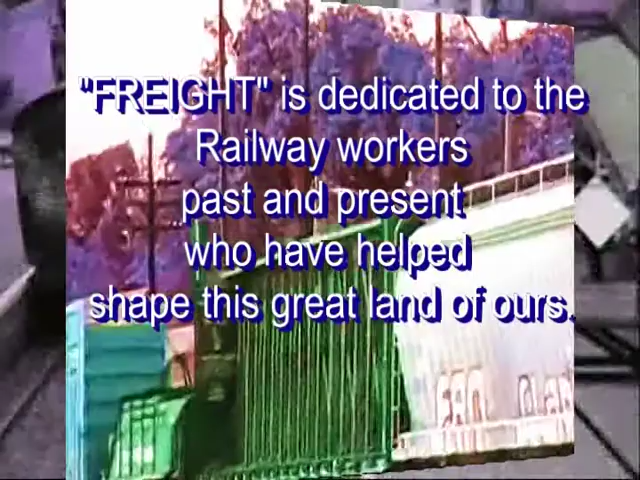 "FREIGHT" is dedicated to the
Railway workers
past and present
who have helped
shape this great land of ours.